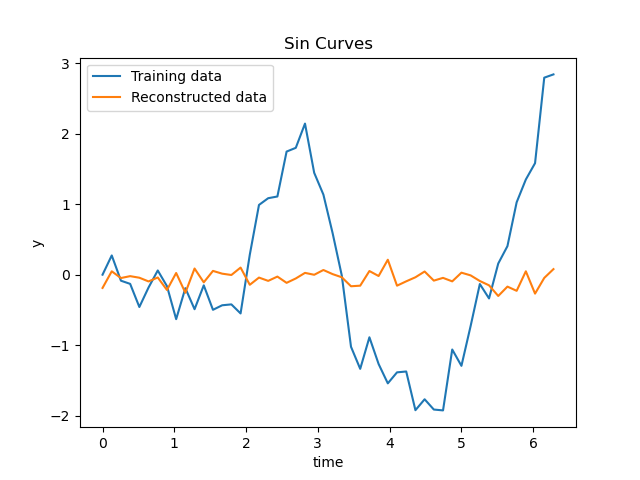 Sin Curves
Training data
Reconstructed data
3
2
1
0
−1
−2
y
0 1 2 3 4 5 6
time